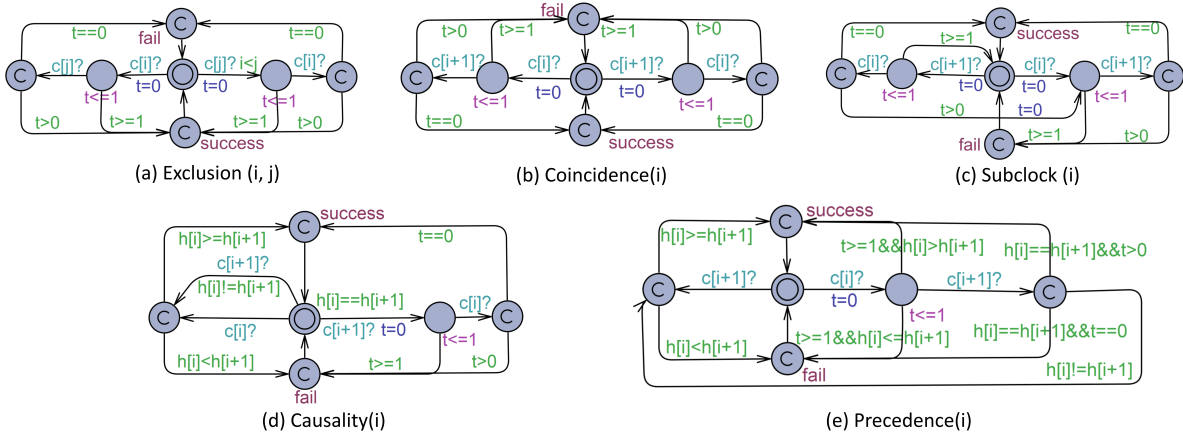 t==0
t==0
fail
c[j]?
c[i]?
c[j]? i<j
c[i]?
t<=1
t=0
t=0
t<=1
t>0
t>=1
t>=1
t>0
success
(a) Exclusion (i, j)
fail
t>0
t>=1
t>=1
t>0
c[i+1]?
c[i]?
c[i+1]?
c[i]?
t<=1
t=0
t=0
t<=1
t==0
t==0
success
(b) Coincidence(i)
t==0
success
t==0
t>=1
c[i]?
c[i+1]?
c[i]?
c[i+1]?
t<=1
t=0
t<=1
t>0
t=0
fail
t>=1
t>0
(c) Subclock (i)
success
h[i]>=h[i+1]
t==0
c[i+1]?
h[i]!=h[i+1]
h[i]==h[i+1]
c[i]?
c[i]?
c[i+1]?
t=0
t<=1
h[i]<h[i+1]
t>=1
t>0
fail
(d) Causality(i)
success
h[i]>=h[i+1]
t>=1&&h[i]>h[i+1]
h[i]==h[i+1]&&t>0
c[i+1]?
c[i]?
c[i+1]?
t=0
t<=1
t>=1&&h[i]<=h[i+1]
h[i]==h[i+1]&&t==0
h[i]<h[i+1]
h[i]!=h[i+1]
fail
(e) Precedence(i)